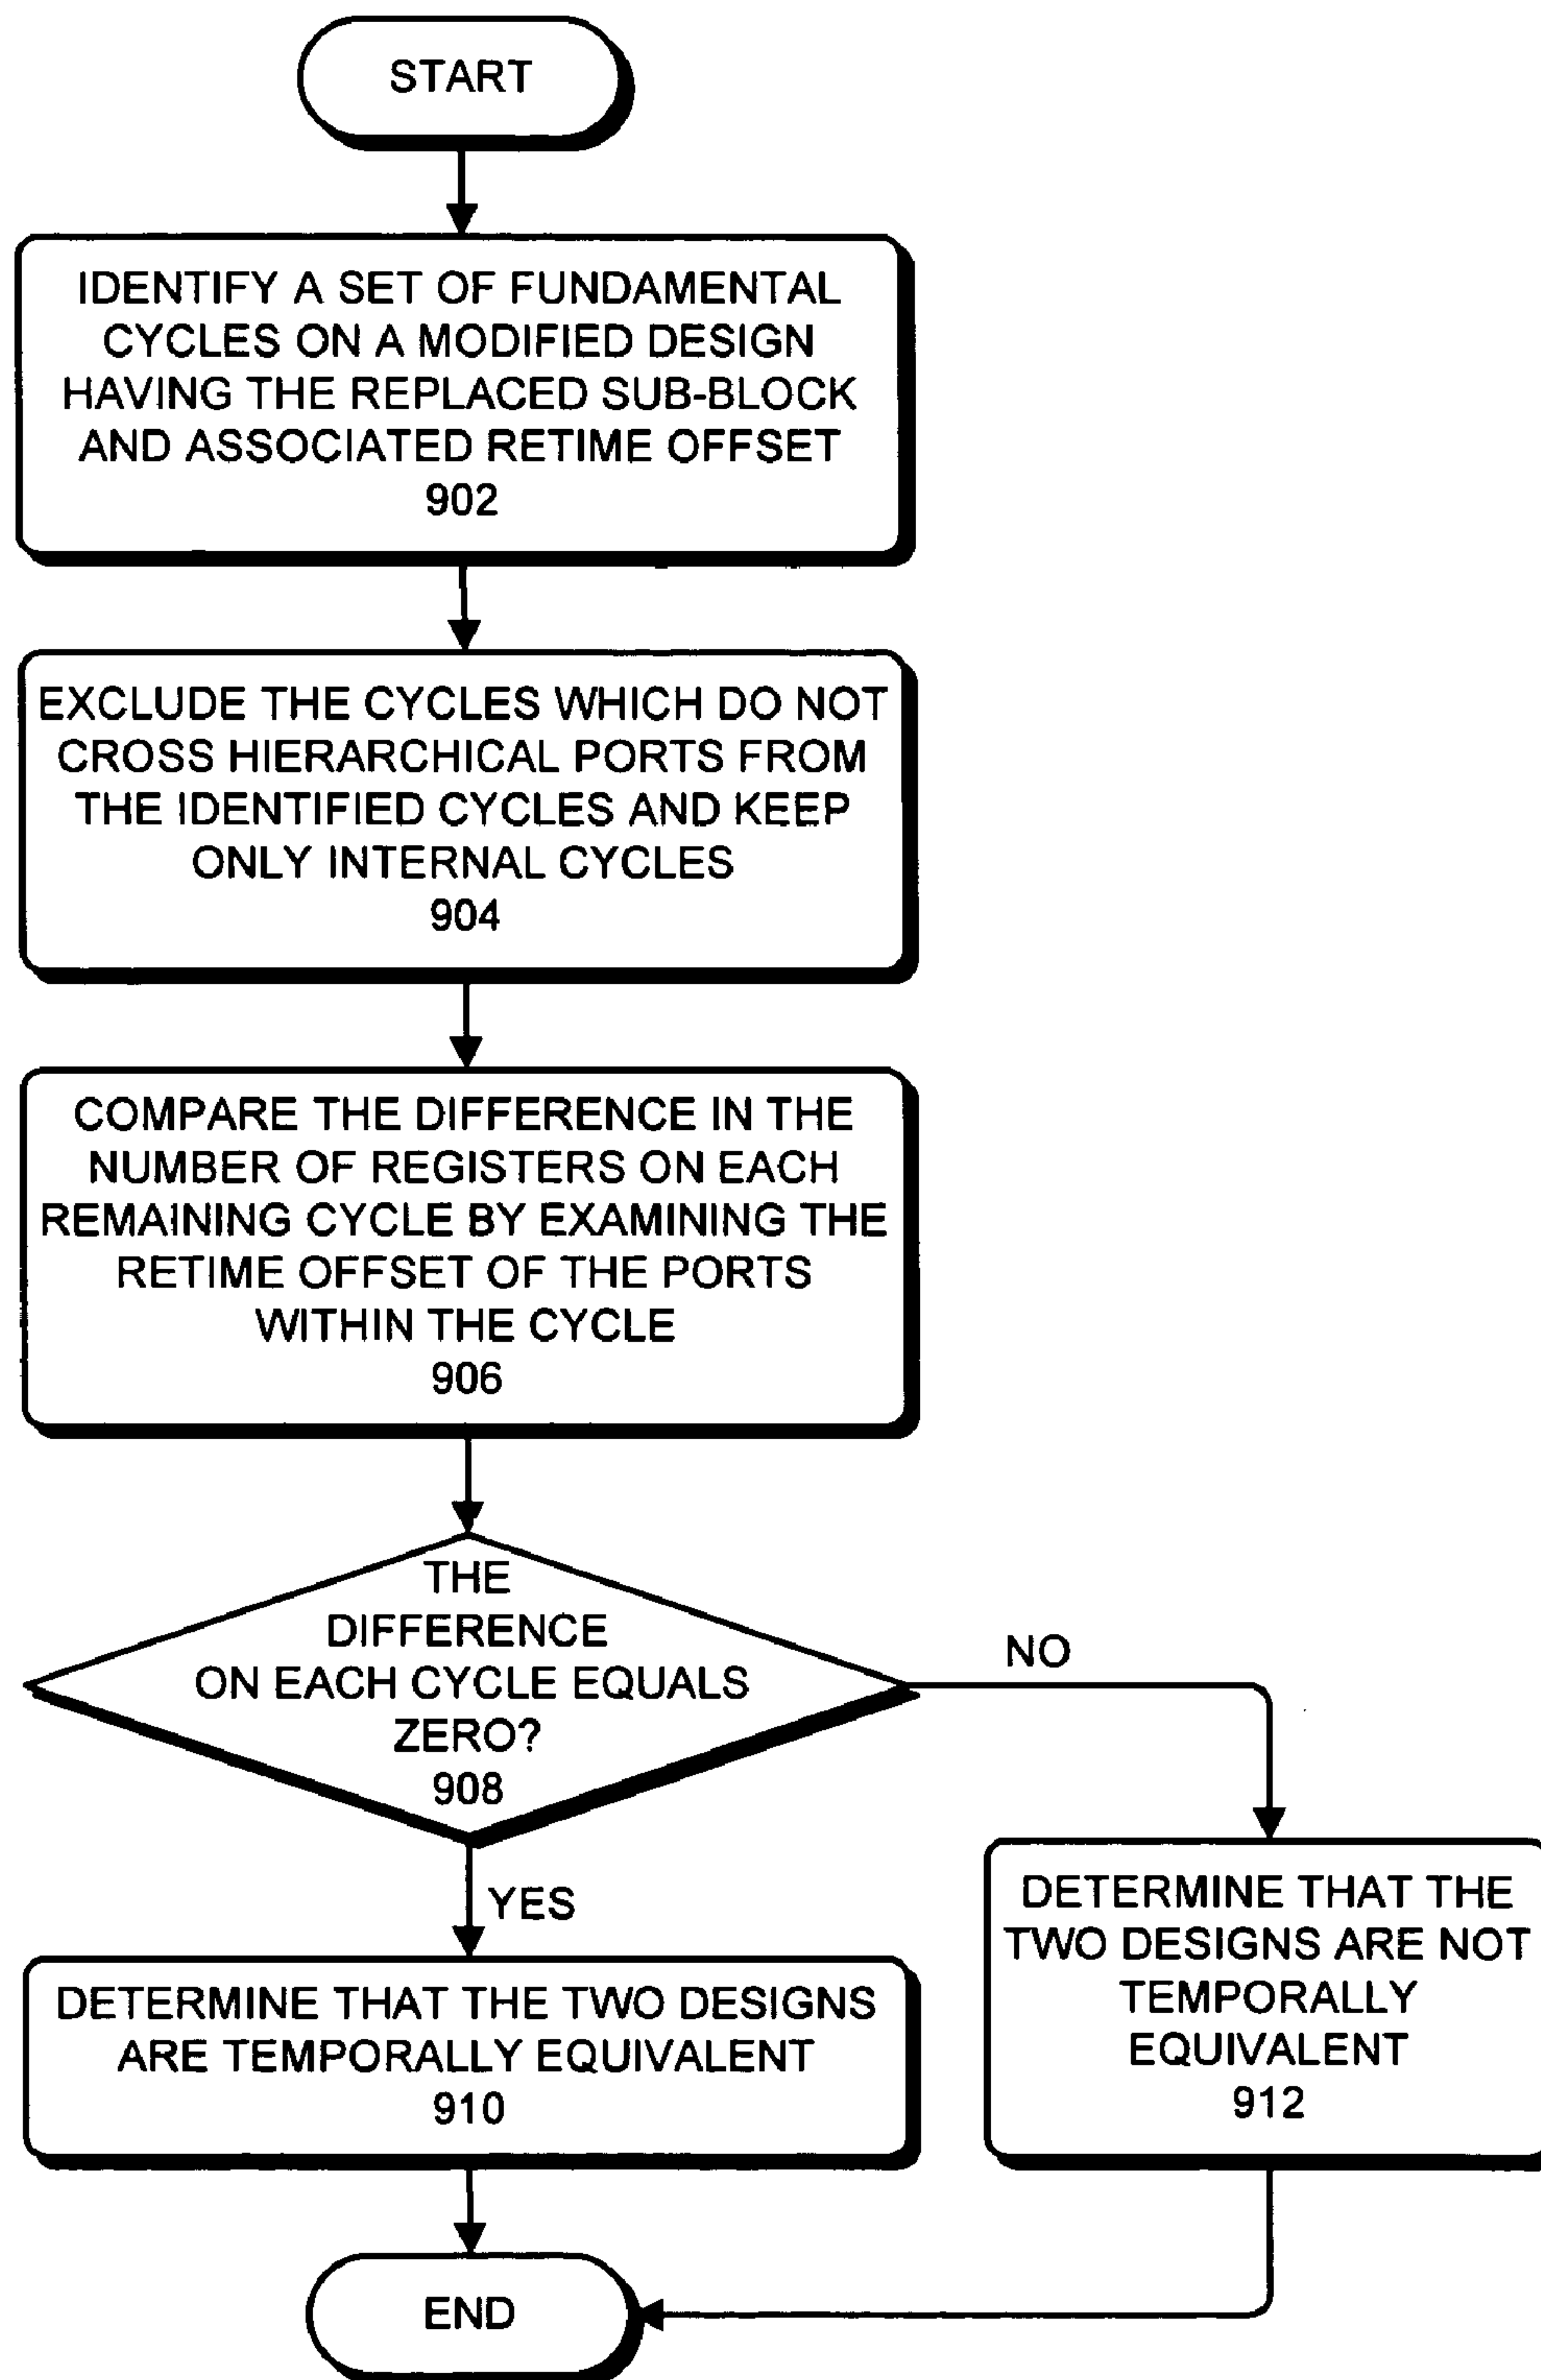 START
IDENTIFY A SET OF FUNDAMENTAL
CYCLES ON A MODIFIED DESIGN
HAVING THE REPLACED SUB-BLOCK
AND ASSOCIATED RETIME OFFSET
902
EXCLUDE THE CYCLES WHICH DO NOT
CROSS HIERARCHICAL PORTS FROM
THE IDENTIFIED CYCLES AND KEEP
ONLY INTERNAL CYCLES
904
COMPARE THE DIFFERENCE IN THE
NUMBER OF REGISTERS ON EACH
REMAINING CYCLE BY EXAMINING THE
RETIME OFFSET OF THE PORTS
WITHIN THE CYCLE
906
THE
DIFFERENCE
ON EACH CYCLE EQUALS
ZERO?
908
NO
YES
DETERMINE THAT THE TWO DESIGNS
ARE TEMPORALLY EQUIVALENT
910
DETERMINE THAT THE
TWO DESIGNS ARE NOT
TEMPORALLY
EQUIVALENT
912
END